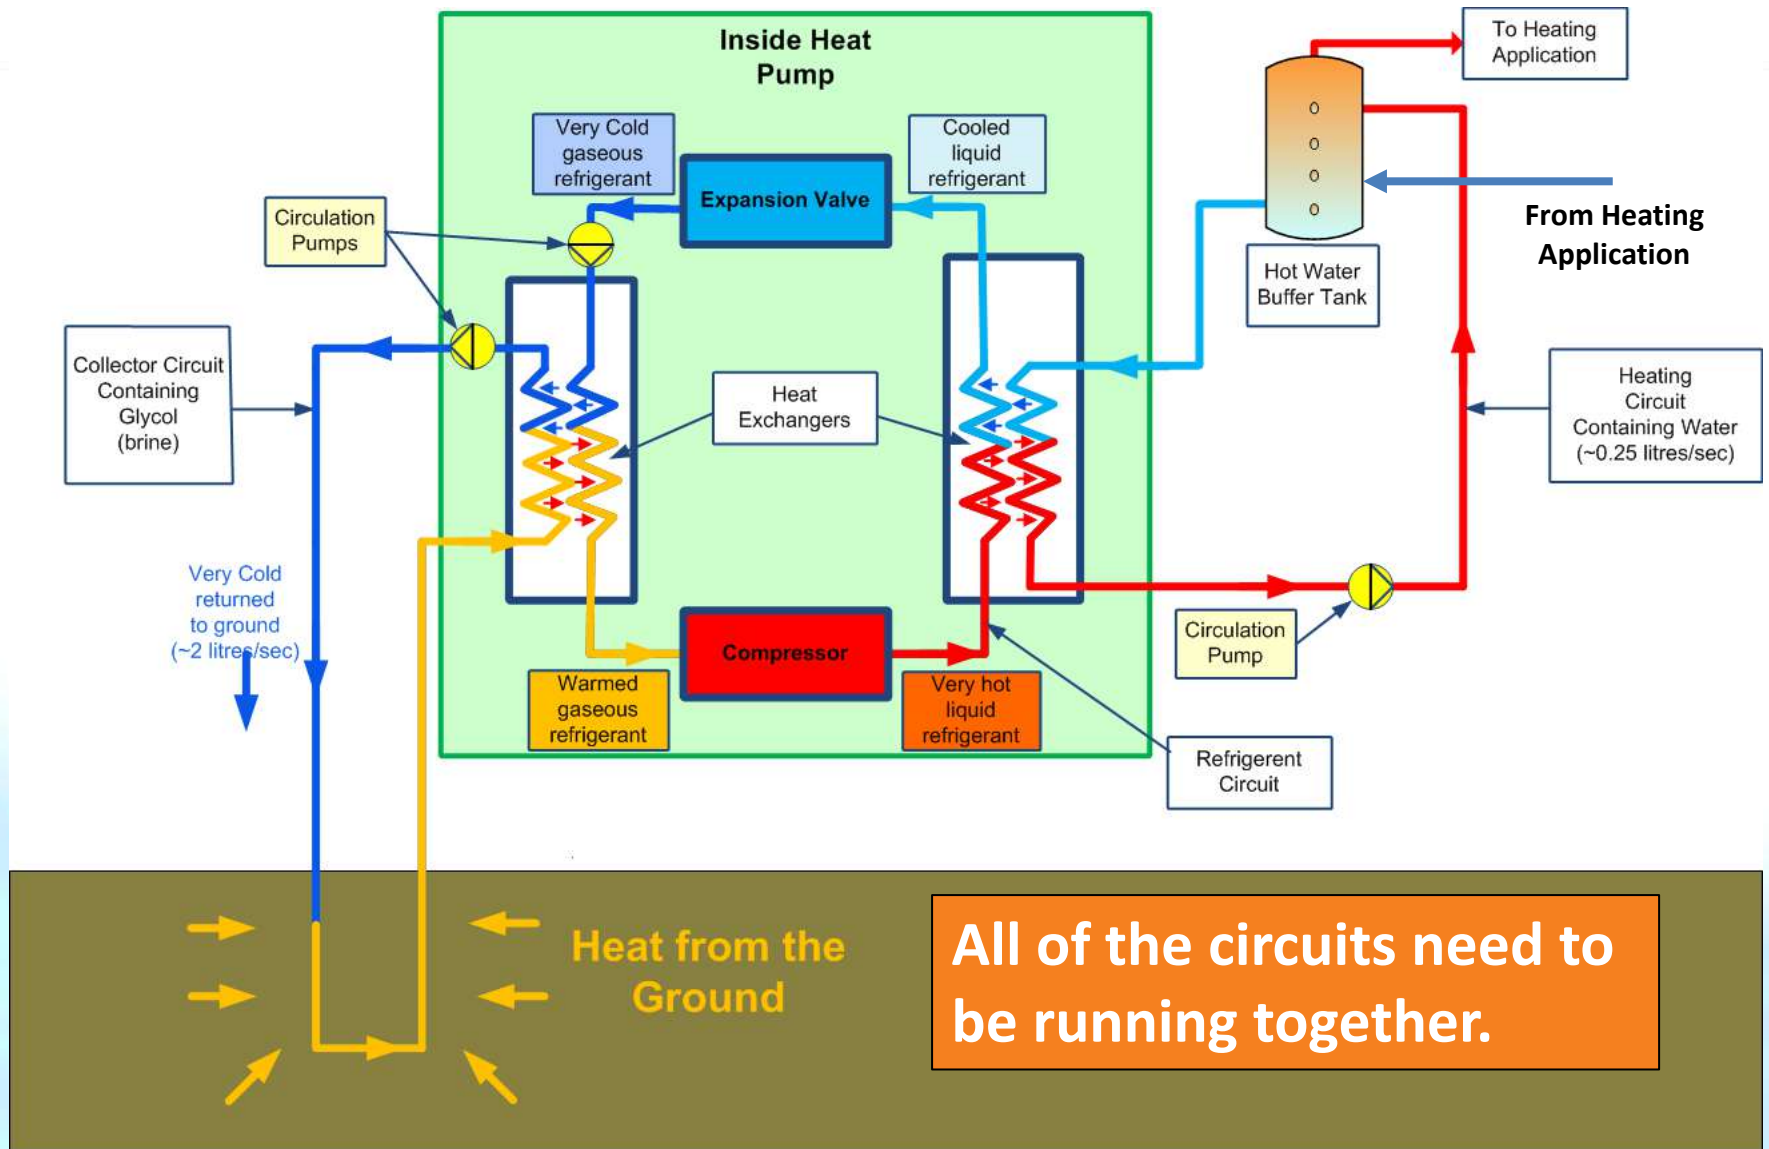 Inside Heat
Pump
To Heating
Application
Very Cold
gaseous
refrigerant
Cooled
liquid
refrigerant
Expansion Valve
Circulation
Pumps
From Heating
Application
Hot Water
Buffer Tank
Collector Circuit
Containing
Glycol
(brine)
Heat
Exchangers
Heating
Circuit
Containing Water
(~0.25 litres/sec)
Very Cold
returned
to ground
(~2 litres/sec)
Compressor
Circulation
Pump
Warmed
gaseous
refrigerant
Very hot
liquid
refrigerant
Refrigerent
Circuit
Heat from the
Ground
All of the circuits need to
be running together.